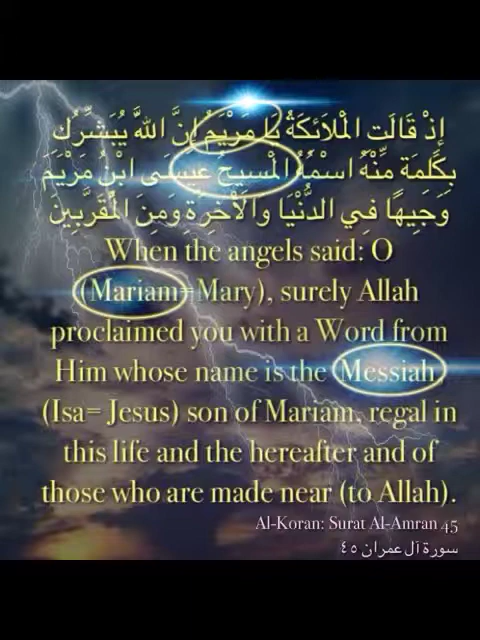 إِذْ قَالَتِ الْمَلَائِكَةُ يَا مَرْيَمُ إِنَّ اللَّهَ يُبَشِّرُكِ
بِكَلِمَةٍ مِّنْهُ اسْمُهُ الْمَسِيحُ عِيسَى ابْنُ مَرْيَمَ
وَجِيهًا فِي الدُّنْيَا وَالْآخِرَةِ وَمِنَ الْمُقَرَّبِينَ
When the angels said: O
(Mariam=Mary), surely Allah
proclaimed you with a Word from
Him whose name is the Messiah,
(Isa= Jesus) son of Mariam, regal in
this life and the hereafter and of
those who are made near (to Allah).
Al-Koran: Surat Al-Amran 45
سورة آل عمران ٤٥